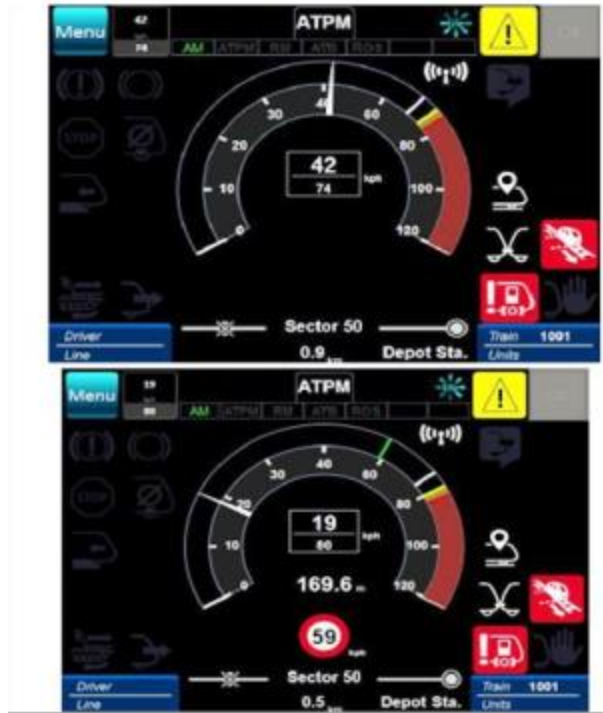 Menu
42
74
ATPM
AM ATPM RM ATB ROS
0 10 20 30 40 60 80 100 120
STOP
42
74 kph
Sector 50
0.9 km Depot Sta.
Driver
Line
Train 1001
Units
Menu
19
ATPM
AM ATPM RM ATB ROS
0 10 20 30 40 60 80 100 120
STOP
19
kph
169.6 m
59
kph
Sector 50
0.5 km Depot Sta.
Driver
Line
Train 1001
Units